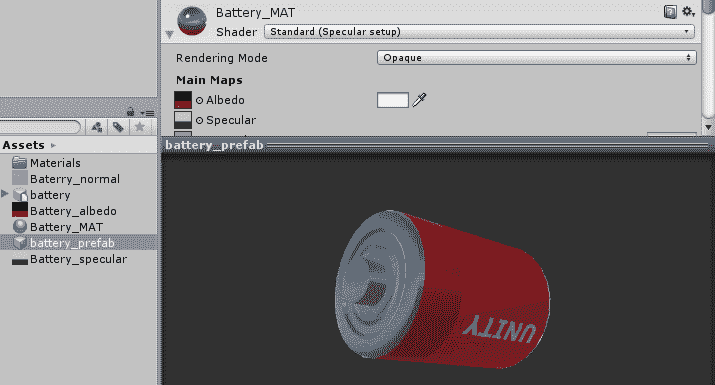 Battery_MAT
Shader Standard (Specular setup)
Rendering Mode Opaque
Main Maps
Albedo
Specular
Assets
Materials
Baterry_normal
battery
Battery_albedo
Battery_MAT
battery_prefab
Battery_specular
battery_prefab
UNITY